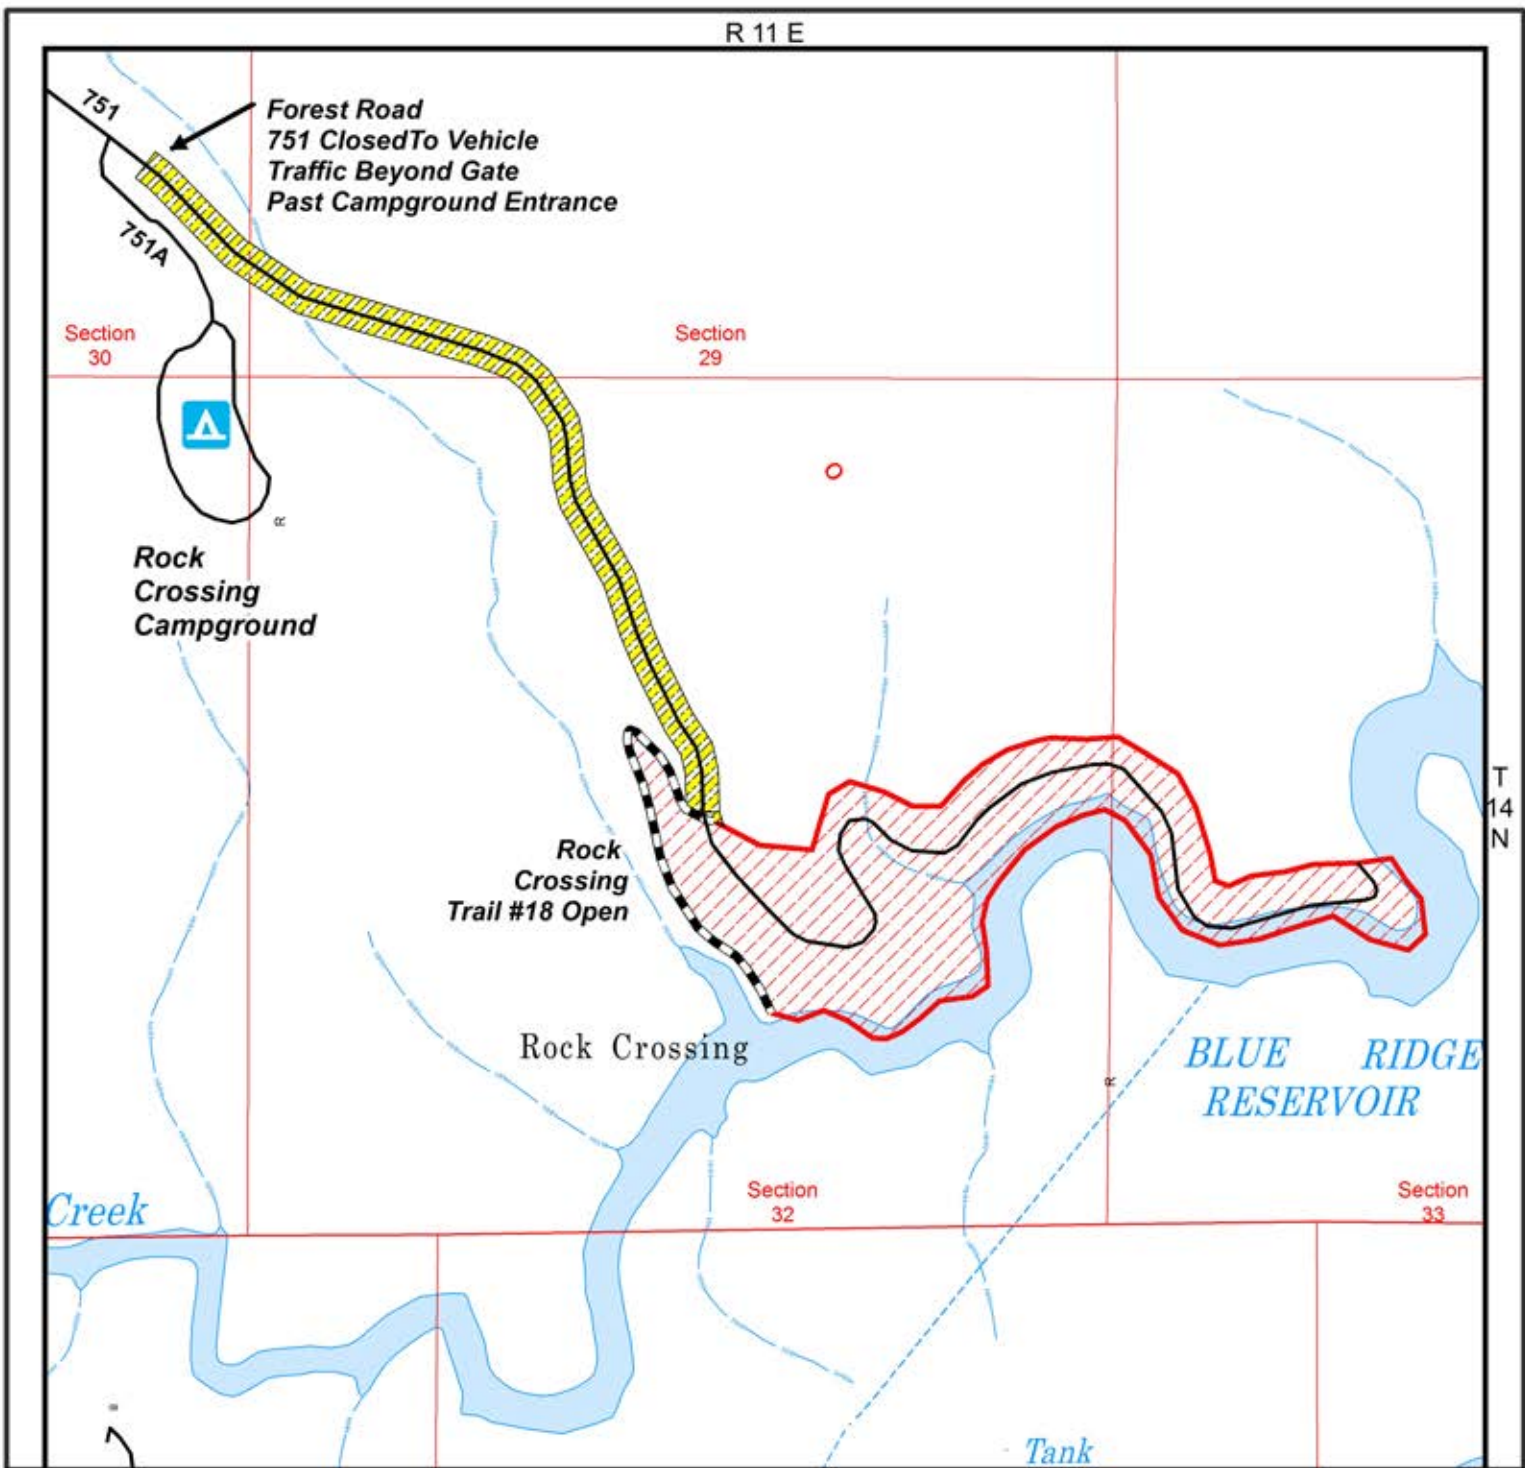 R 11 E
751
Forest Road
751 ClosedTo Vehicle
Traffic Beyond Gate
Past Campground Entrance
751A
Section
30
Section
29
R
Rock
Crossing
Campground
T
14
N
Rock
Crossing
Trail #18 Open
Rock Crossing
BLUE RIDGE
RESERVOIR
R
Section
32
Section
33
Creek
Tank